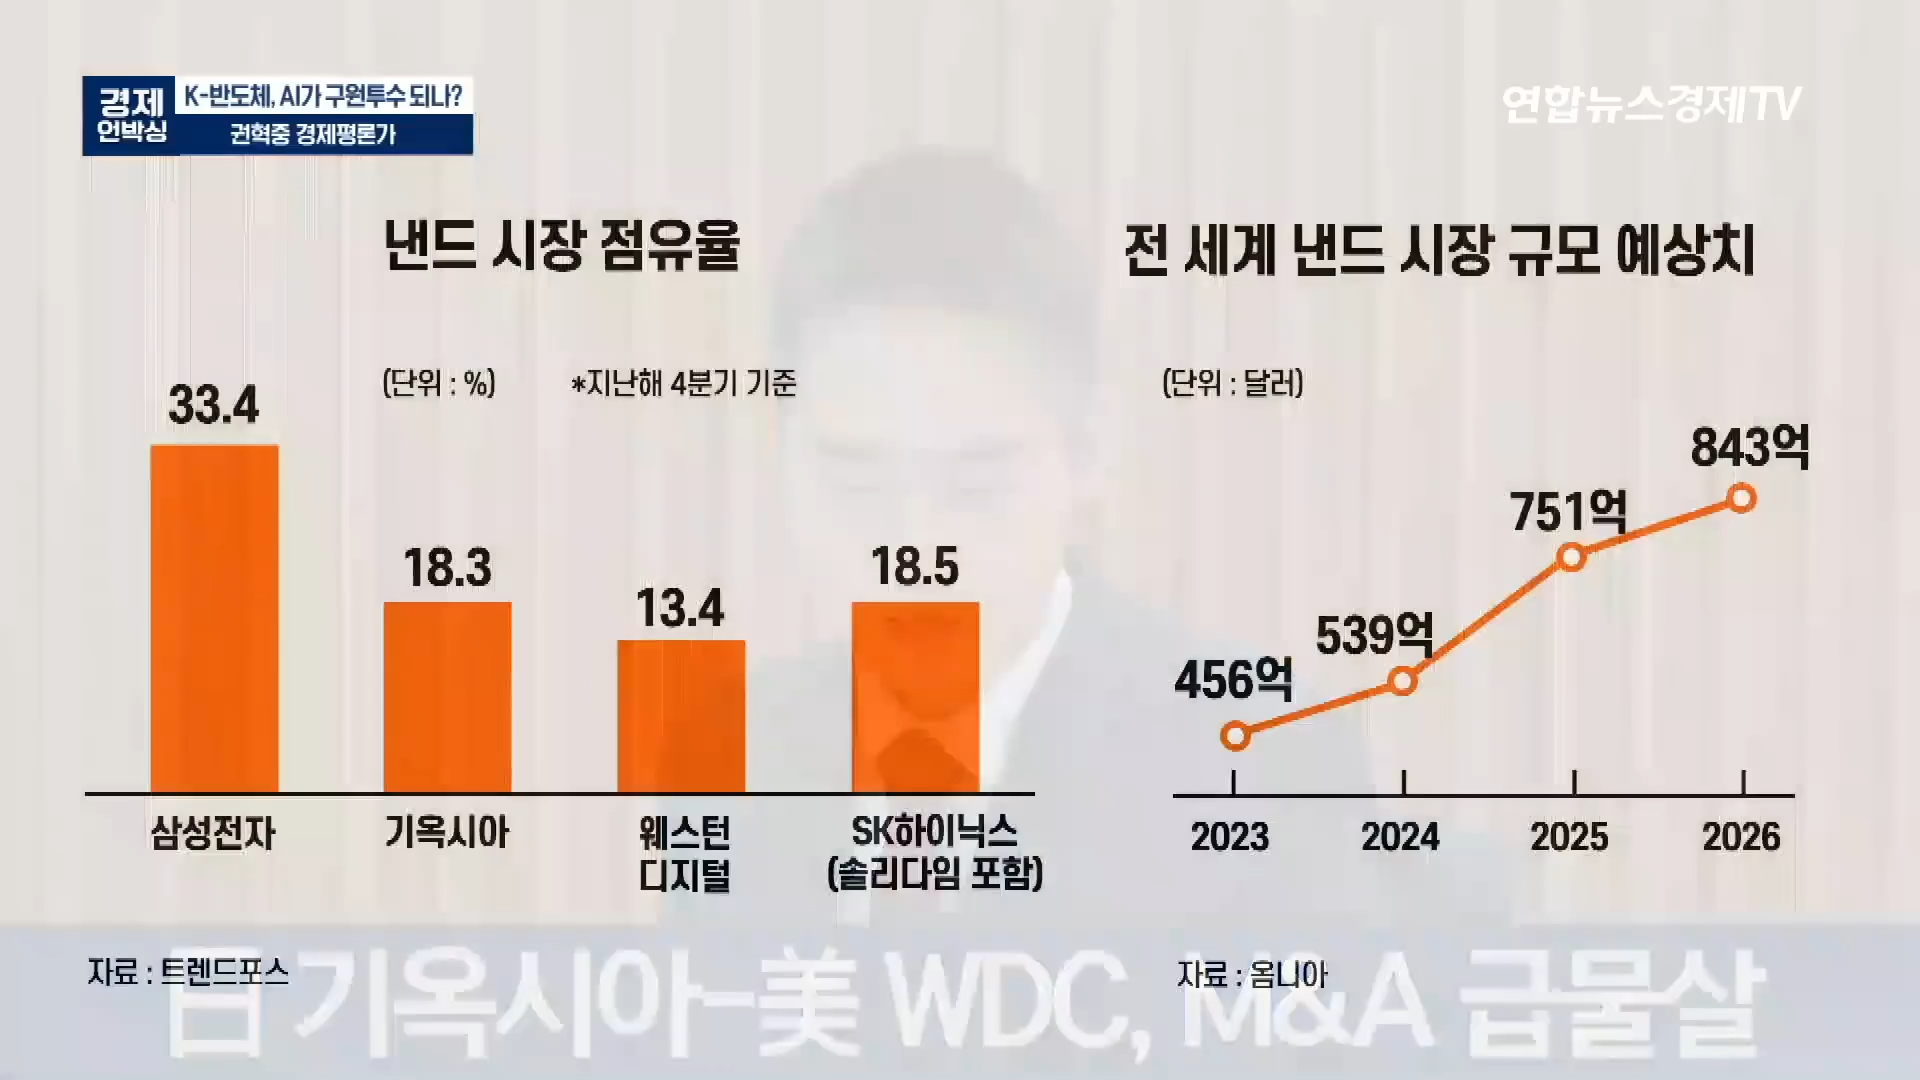 경제
언박싱
K-반도체, AI가 구원투수 되나?
권혁중 경제평론가
연합뉴스경제TV
낸드 시장 점유율
(단위 : %)
*지난해 4분기 기준
33.4
18.3
13.4
18.5
삼성전자
기옥시아
웨스턴
디지털
SK하이닉스
(솔리다임 포함)
자료 : 트렌드포스
전 세계 낸드 시장 규모 예상치
(단위 : 달러)
456억
539억
751억
843억
2023
2024
2025
2026
자료 : 옴니아
日 기옥시아-美 WDC, M&A 급물살